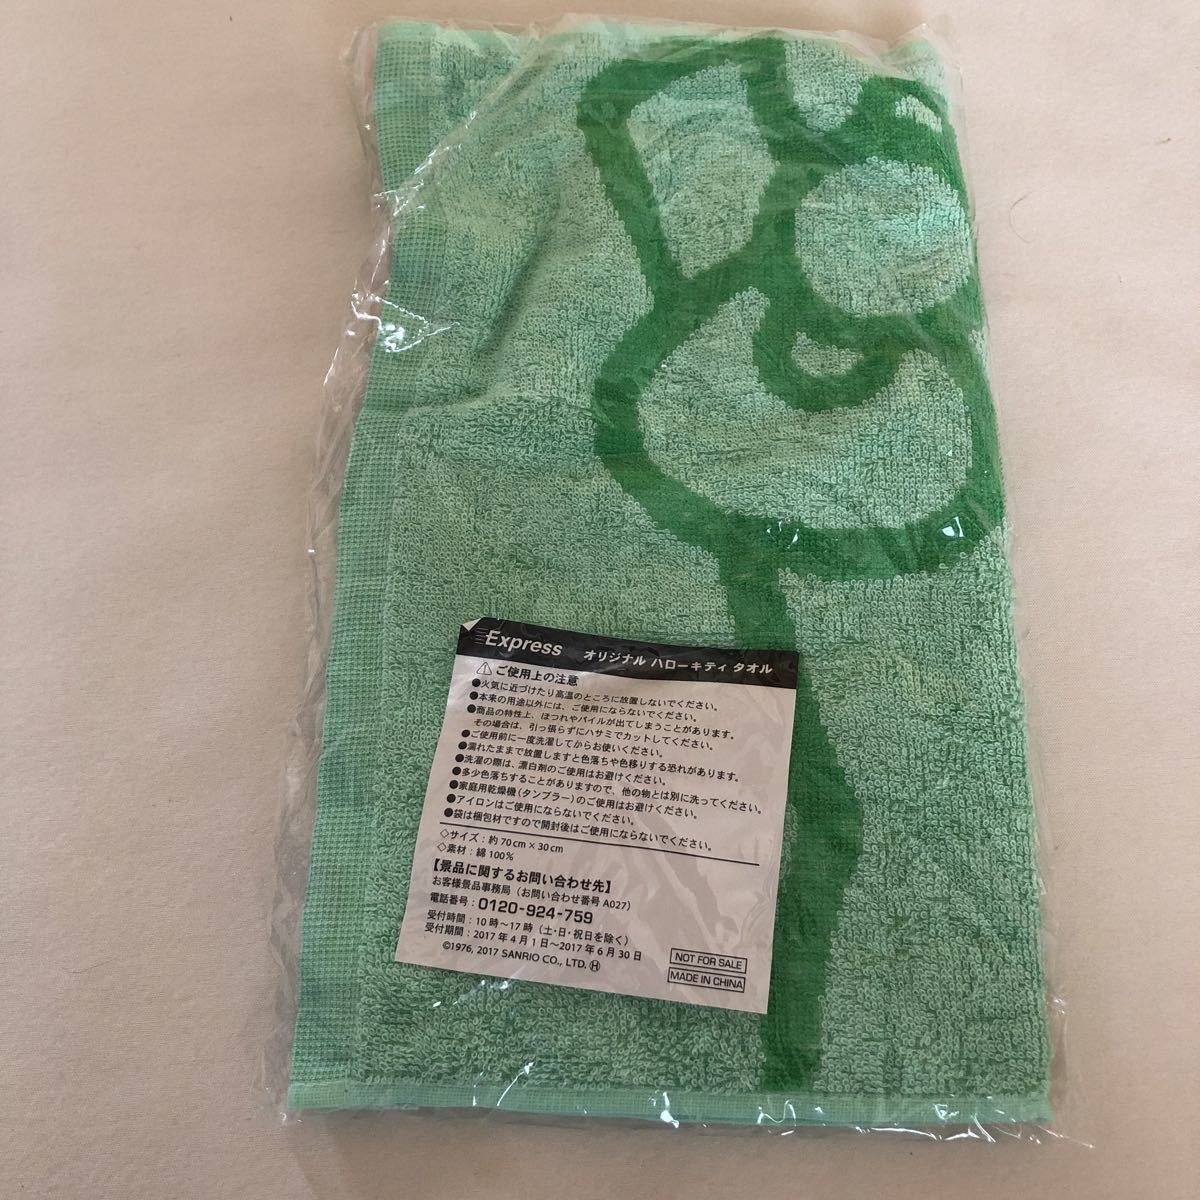 Express オリジナル ハローキティ タオル
⚠ご使用上の注意
●火気に近づけたり高温のところに放置しないでください。
●本来の用途以外には、ご使用にならないでください。
●商品の特性上、ほつれやパイルが出てしまうことがあります。
その場合は、引っ張らずにハサミでカットしてください。
●ご使用前に一度洗濯してからお使いください。
●濡れたままで放置しますと色落ちや色移りする恐れがあります。
●洗濯の際は、漂白剤のご使用はお避けください。
●多少色落ちすることがありますので、他の物とは別に洗ってください。
●家庭用乾燥機(タンブラー)のご使用はお避けください。
●アイロンはご使用にならないでください。
●袋は梱包材ですので開封後はご使用にならないでください。
◇サイズ:約70cm×30cm
◇素材:綿100%
【景品に関するお問い合わせ先】
お客様景品事務局(お問い合わせ番号 A027)
電話番号:0120-924-759
受付時間:10時〜17時(土・日・祝日を除く)
受付期間:2017年4月1日〜2017年6月30日
©1976, 2017 SANRIO CO., LTD. Ⓗ
NOT FOR SALE
MADE IN CHINA